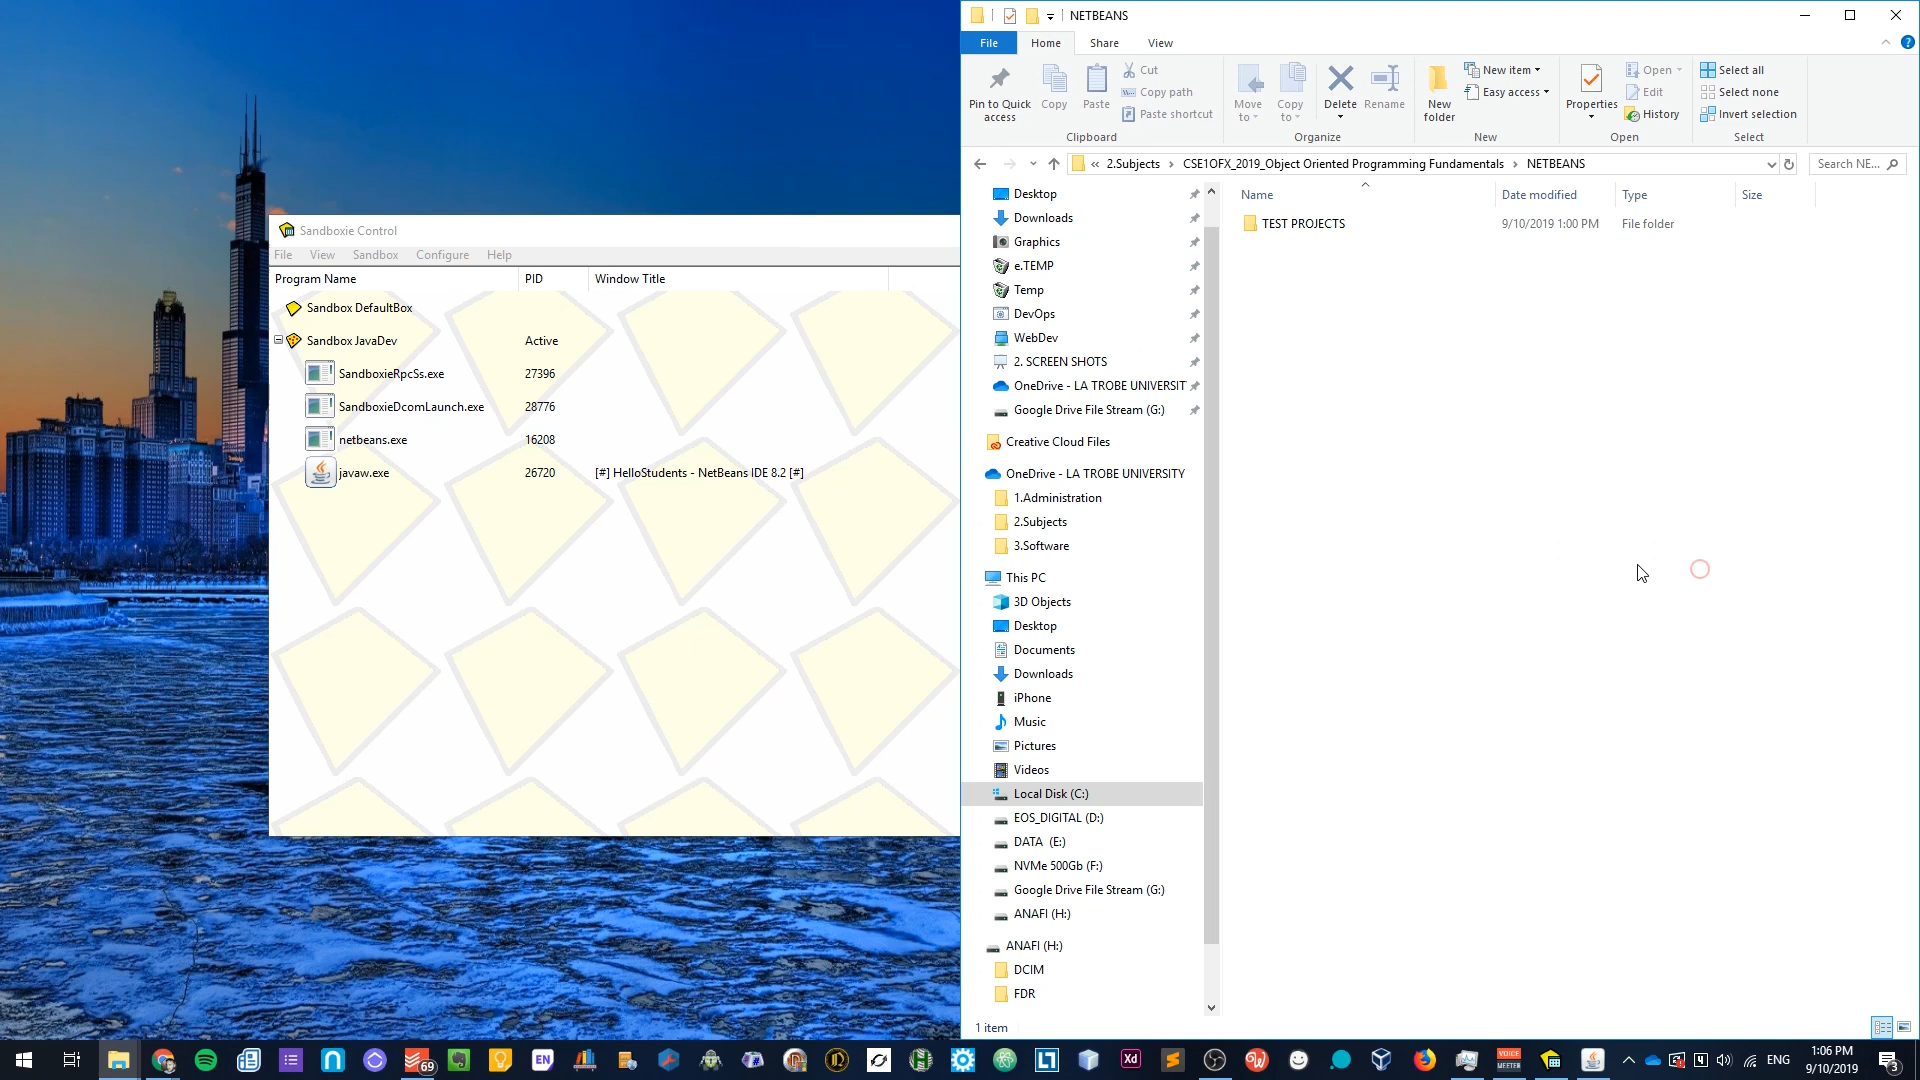 NETBEANS
File Home Share View
Pin to Quick access
Copy
Paste
Cut
Copy path
Paste shortcut
Clipboard
Move to
Copy to
Delete
Rename
Organize
New folder
New item
Easy access
New
Properties
Open
Edit
History
Open
Select all
Select none
Invert selection
Select
« 2.Subjects › CSE1OFX_2019_Object Oriented Programming Fundamentals › NETBEANS
Search NE...
Name Date modified Type Size
TEST PROJECTS 9/10/2019 1:00 PM File folder
Desktop
Downloads
Graphics
e.TEMP
Temp
DevOps
WebDev
2. SCREEN SHOTS
OneDrive - LA TROBE UNIVERSIT
Google Drive File Stream (G:)
Creative Cloud Files
OneDrive - LA TROBE UNIVERSITY
1.Administration
2.Subjects
3.Software
This PC
3D Objects
Desktop
Documents
Downloads
iPhone
Music
Pictures
Videos
Local Disk (C:)
EOS_DIGITAL (D:)
DATA (E:)
NVMe 500Gb (F:)
Google Drive File Stream (G:)
ANAFI (H:)
ANAFI (H:)
DCIM
FDR
1 item
Sandboxie Control
File View Sandbox Configure Help
Program Name PID Window Title
Sandbox DefaultBox
Sandbox JavaDev Active
SandboxieRpcSs.exe 27396
SandboxieDcomLaunch.exe 28776
netbeans.exe 16208
javaw.exe 26720 [#] HelloStudents - NetBeans IDE 8.2 [#]
69
EN
Xd
VOICE
MEETER
ENG
1:06 PM
9/10/2019
3